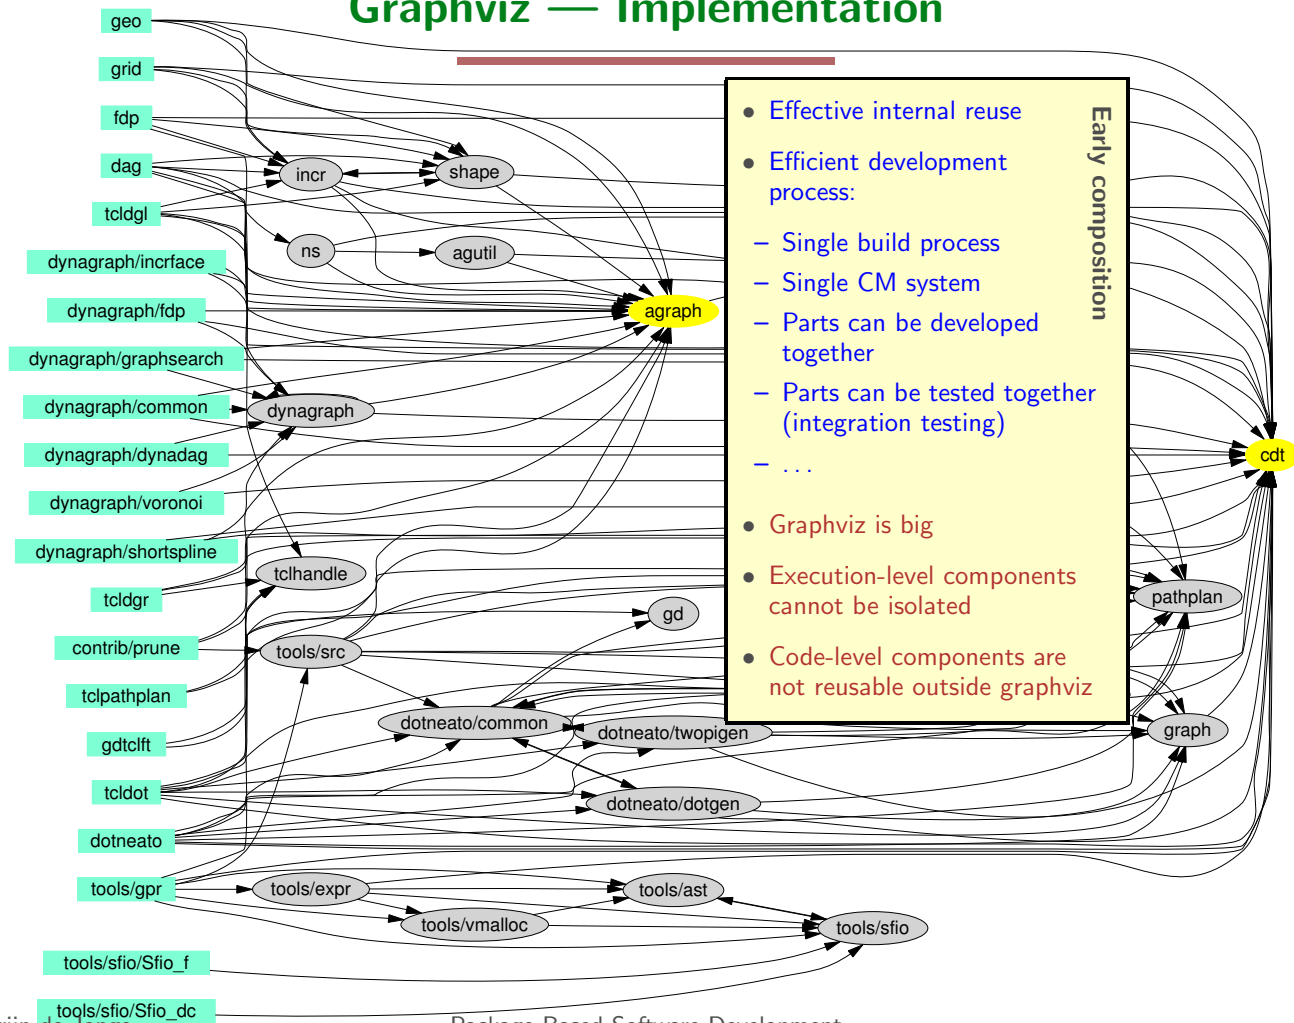 Graphviz — Implementation
geo
grid
fdp
dag
tcldgl
dynagraph/incrface
dynagraph/fdp
dynagraph/graphsearch
dynagraph/common
dynagraph/dynadag
dynagraph/voronoi
dynagraph/shortspline
tcldgr
contrib/prune
tclpathplan
gdtclft
tcldot
dotneato
tools/gpr
tools/sfio/Sfio_f
tools/sfio/Sfio_dc
incr
shape
ns
agutil
agraph
dynagraph
tclhandle
gd
tools/src
dotneato/common
dotneato/twopigen
dotneato/dotgen
tools/expr
tools/ast
tools/vmalloc
tools/sfio
cdt
pathplan
graph
Early composition
• Effective internal reuse
• Efficient development
process:
– Single build process
– Single CM system
– Parts can be developed
together
– Parts can be tested together
(integration testing)
– . . .
• Graphviz is big
• Execution-level components
cannot be isolated
• Code-level components are
not reusable outside graphviz
Package-Based Software Development